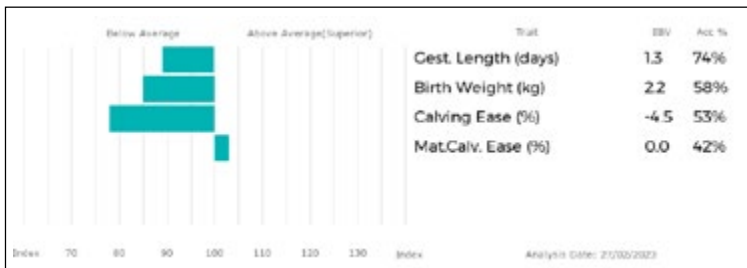 Below Average Above Average(Superior) Trait EBV Acc %
Gest. Length (days) 1.3 74%
Birth Weight (kg) 2.2 58%
Calving Ease (%) -4.5 53%
Mat.Calv. Ease (%) 0.0 42%
Index 70 80 90 100 110 120 130 Index Analysis Date: 27/02/2023